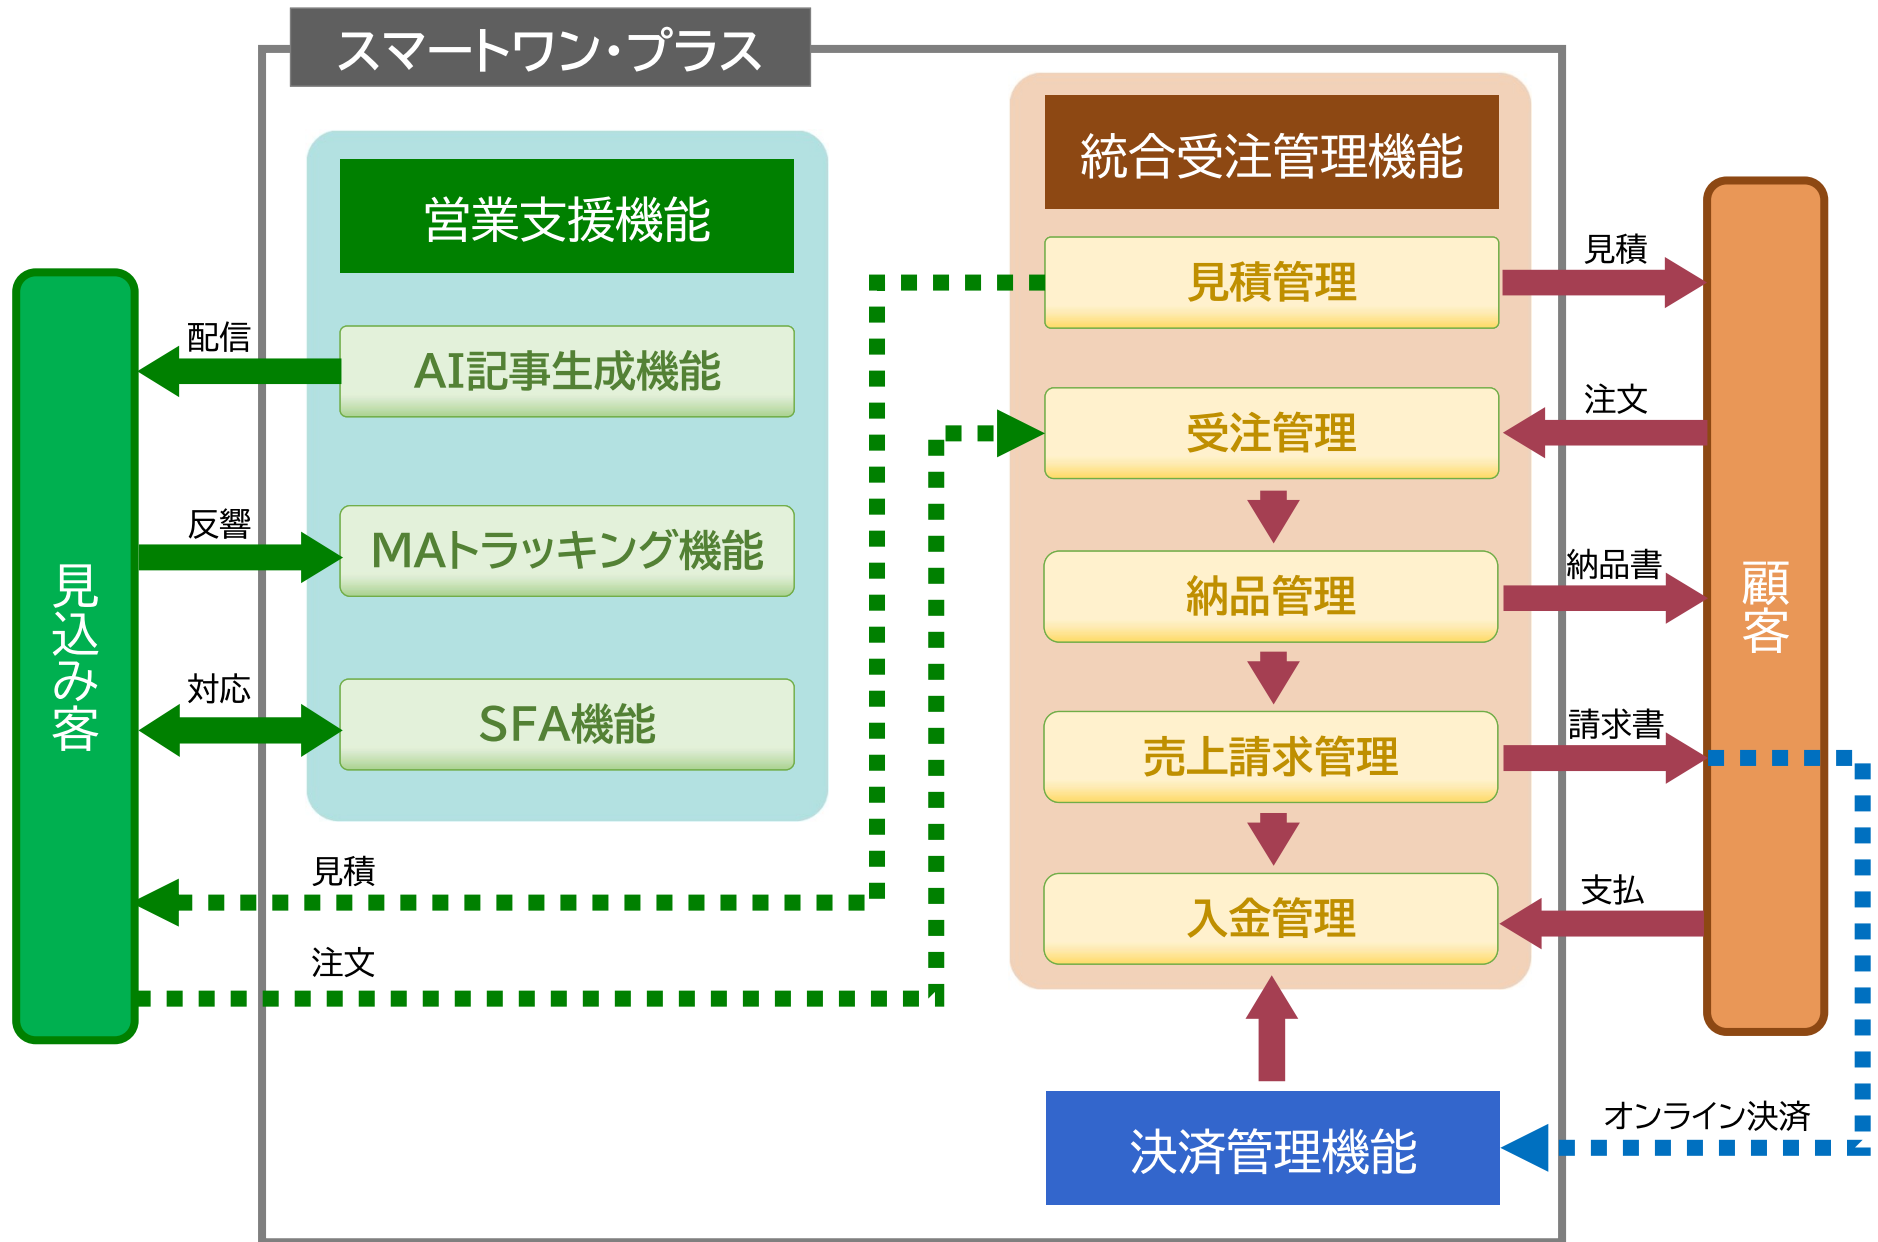 スマートワン・プラス
営業支援機能
AI記事生成機能
MAトラッキング機能
SFA機能
統合受注管理機能
見積管理
受注管理
納品管理
売上請求管理
入金管理
決済管理機能
見込み客
配信
反響
対応
見積
注文
顧客
見積
注文
納品書
請求書
支払
オンライン決済